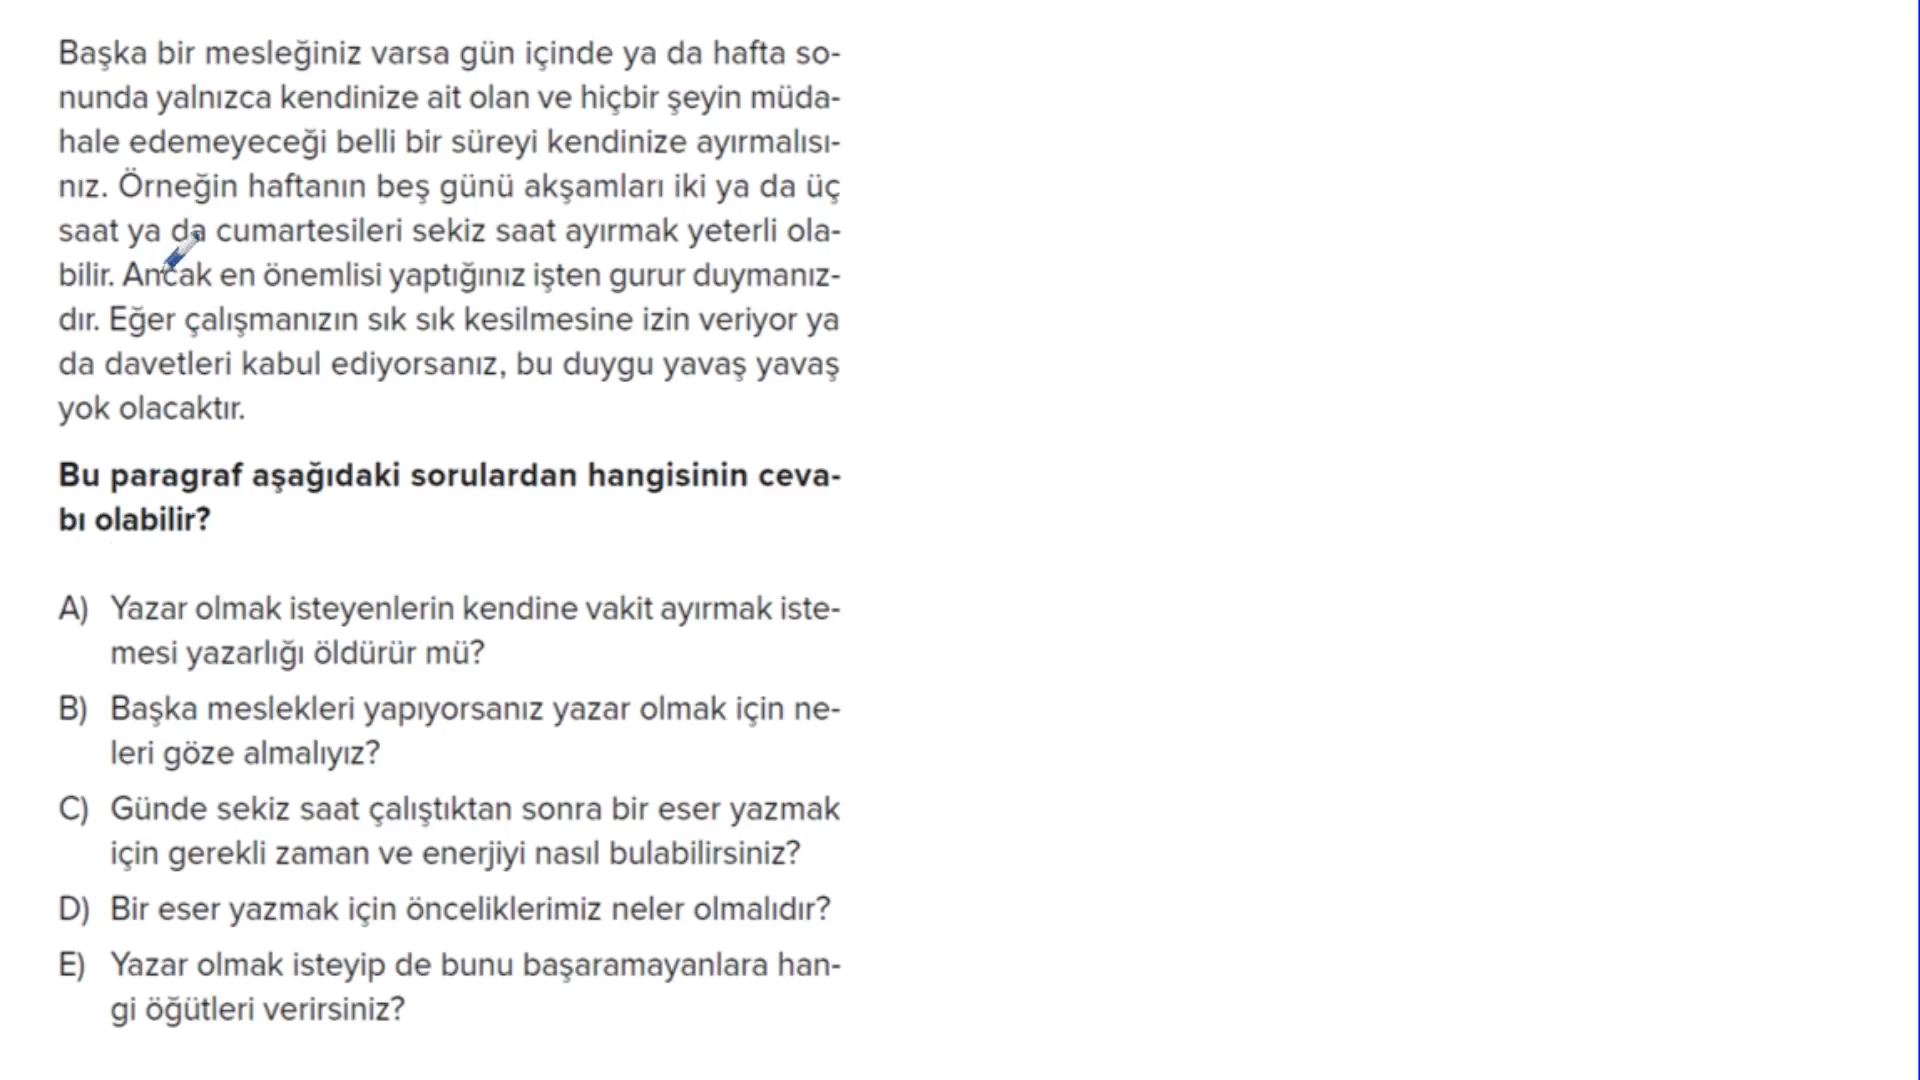 Başka bir mesleğiniz varsa gün içinde ya da hafta so-
nunda yalnızca kendinize ait olan ve hiçbir şeyin müda-
hale edemeyeceği belli bir süreyi kendinize ayırmalısı-
nız. Örneğin haftanın beş günü akşamları iki ya da üç
saat ya da cumartesileri sekiz saat ayırmak yeterli ola-
bilir. Ancak en önemlisi yaptığınız işten gurur duymanız-
dır. Eğer çalışmanızın sık sık kesilmesine izin veriyor ya
da davetleri kabul ediyorsanız, bu duygu yavaş yavaş
yok olacaktır.
Bu paragraf aşağıdaki sorulardan hangisinin ceva-
bı olabilir?
A) Yazar olmak isteyenlerin kendine vakit ayırmak iste-
mesi yazarlığı öldürür mü?
B) Başka meslekleri yapıyorsanız yazar olmak için ne-
leri göze almalıyız?
C) Günde sekiz saat çalıştıktan sonra bir eser yazmak
için gerekli zaman ve enerjiyi nasıl bulabilirsiniz?
D) Bir eser yazmak için önceliklerimiz neler olmalıdır?
E) Yazar olmak isteyip de bunu başaramayanlara han-
gi öğütleri verirsiniz?